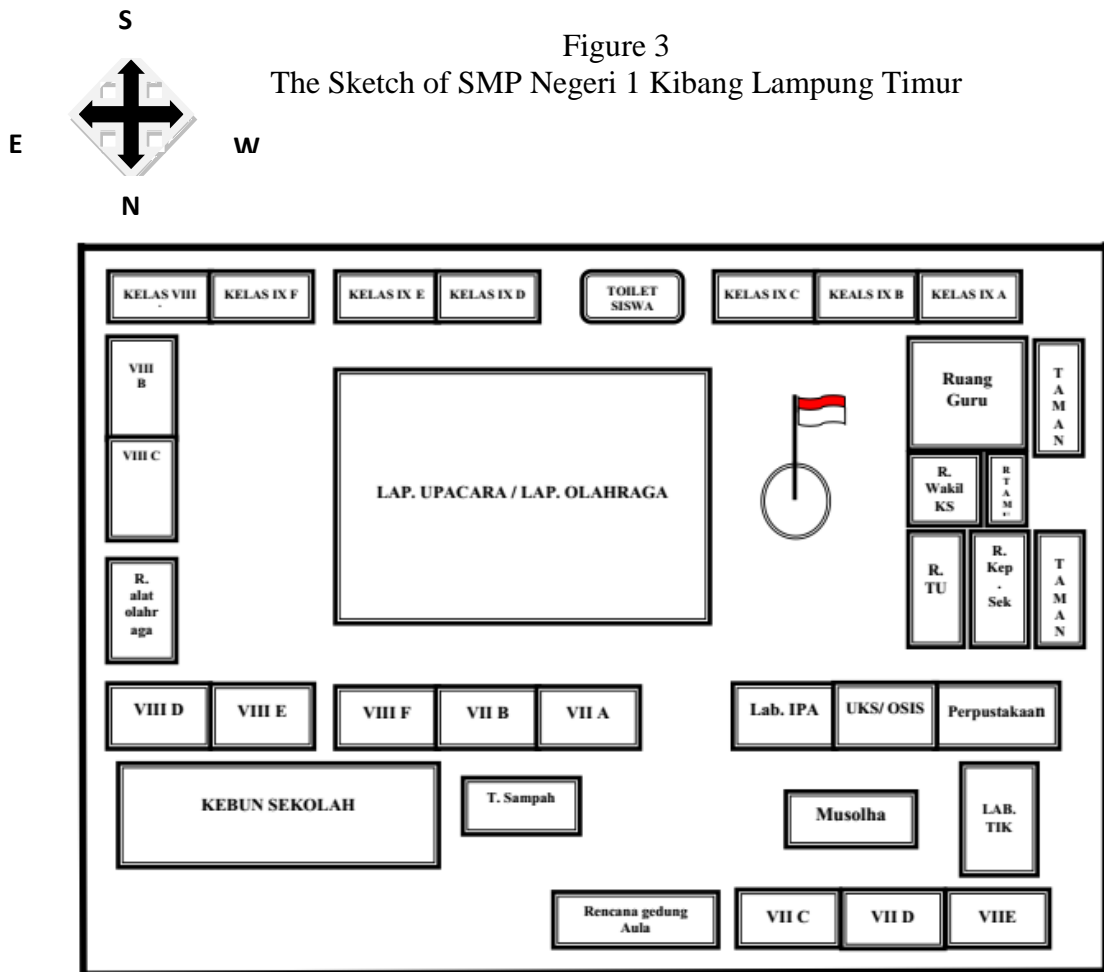 S
Figure 3
The Sketch of SMP Negeri 1 Kibang Lampung Timur
E
W
N
KELAS VIII
.
KELAS IX F
KELAS IX E
KELAS IX D
TOILET
SISWA
KELAS IX C
KEALS IX B
KELAS IX A
VIII
B
VIII C
R.
alat
olahr
aga
LAP. UPACARA / LAP. OLAHRAGA
Ruang
Guru
T
A
M
A
N
R.
Wakil
KS
R
T
A
M
R.
TU
R.
Kep
.
Sek
T
A
M
A
N
VIII D
VIII E
VIII F
VII B
VII A
Lab. IPA
UKS/ OSIS
Perpustakaan
KEBUN SEKOLAH
T. Sampah
Musolha
LAB.
TIK
Rencana gedung
Aula
VII C
VII D
VIIE